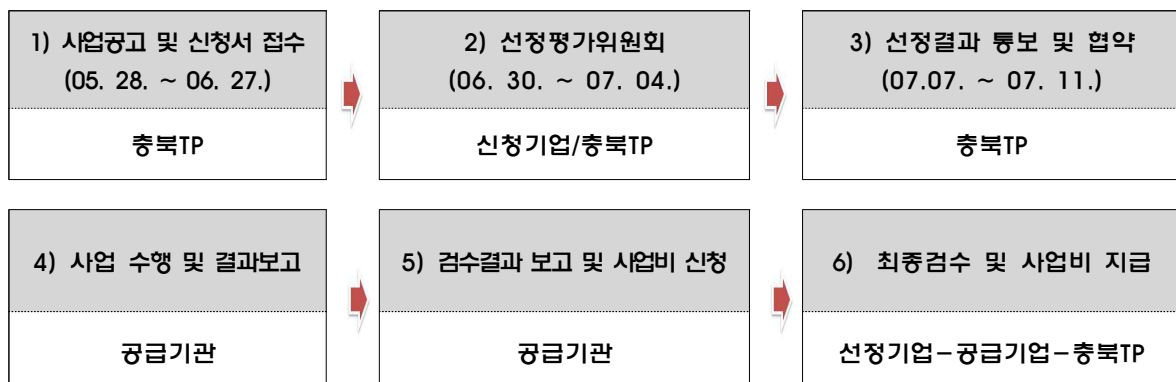 1) 사업공고 및 신청서 접수
(05. 28. ~ 06. 27.)
충북TP
2) 선정평가위원회
(06. 30. ~ 07. 04.)
신청기업/충북TP
3) 선정결과 통보 및 협약
(07.07. ~ 07. 11.)
충북TP
4) 사업 수행 및 결과보고
공급기관
5) 검수결과 보고 및 사업비 신청
공급기관
6) 최종검수 및 사업비 지급
선정기업-공급기업-충북TP